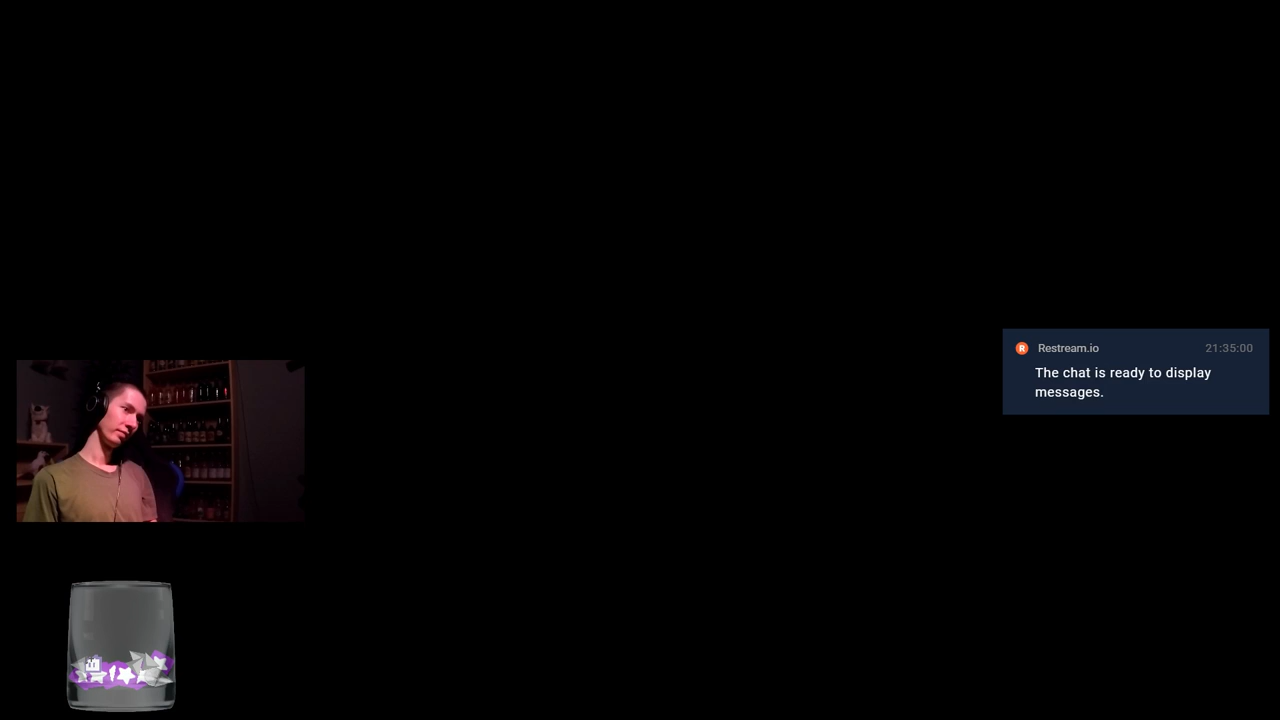 Restream.io 21:35:00
The chat is ready to display
messages.